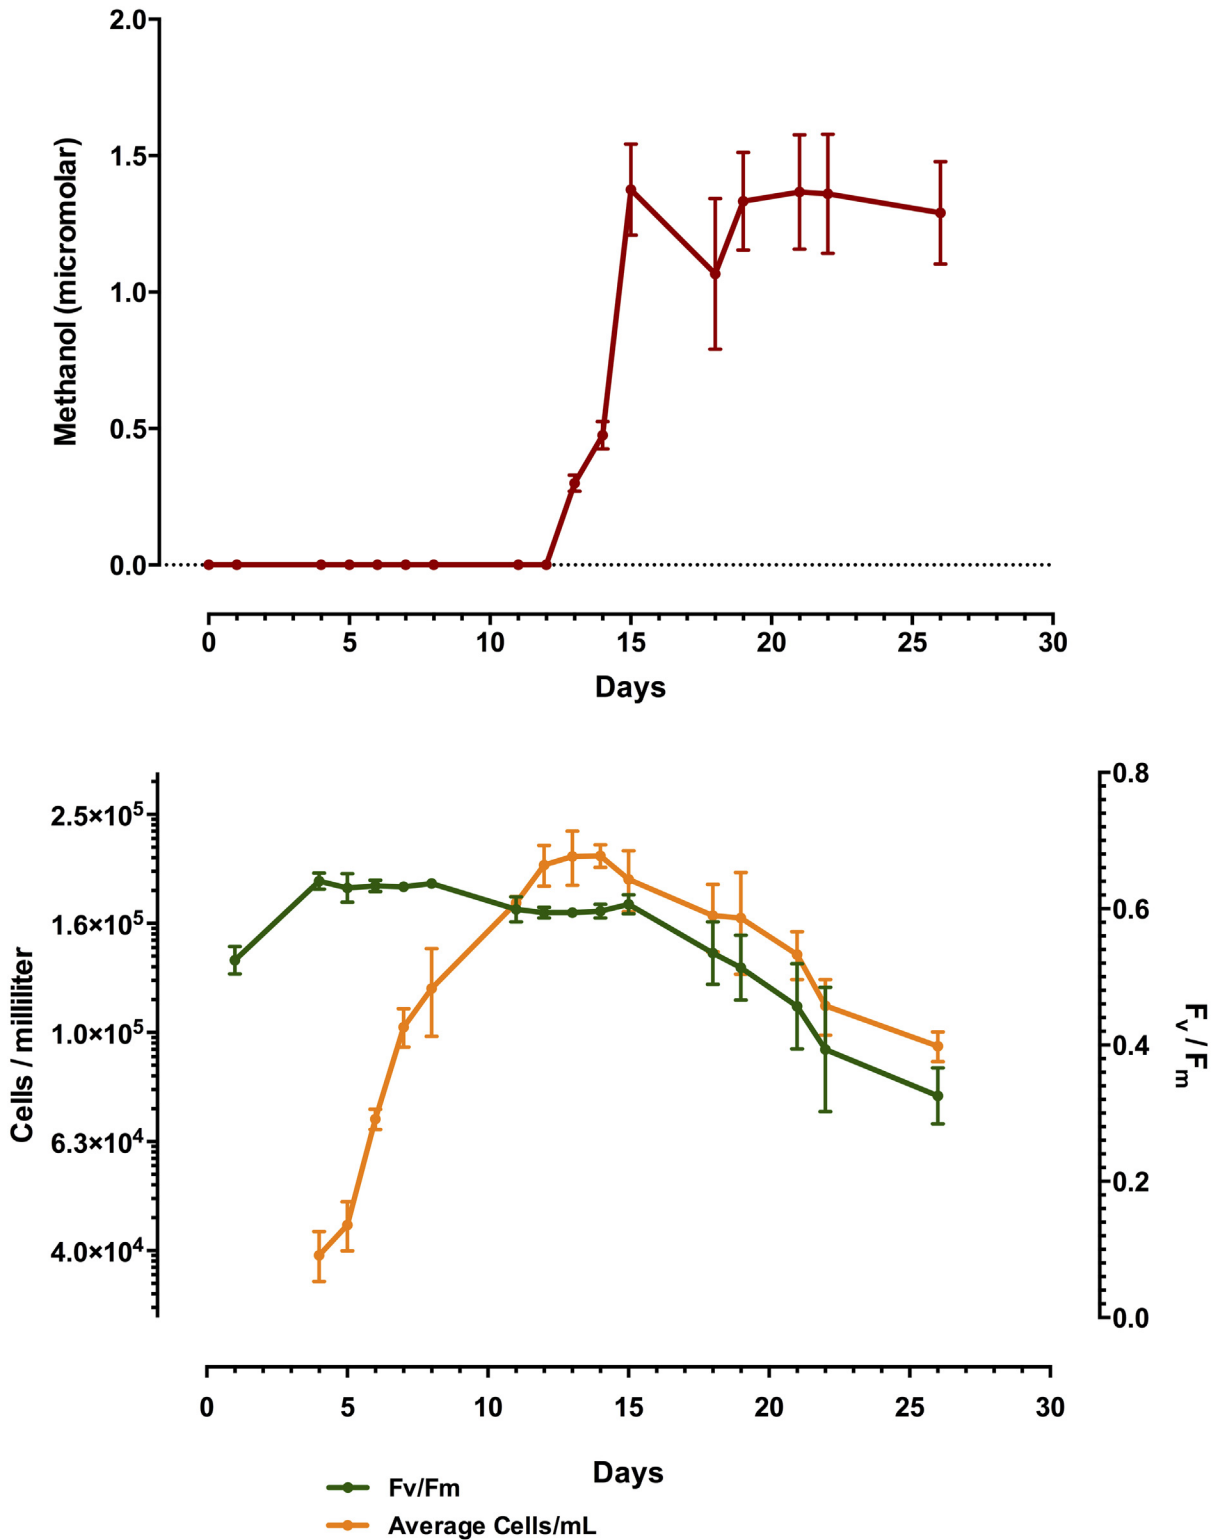 2.0
1.5
1.0
0.5
0.0
Methanol (micromolar)
0 5 10 15 20 25 30
Days
2.5×10⁵
1.6×10⁵
1.0×10⁵
6.3×10⁴
4.0×10⁴
Cells / milliliter
0.8
0.6
0.4
0.2
0.0
Fᵥ / Fₘ
0 5 10 15 20 25 30
Days
Fv/Fm
Average Cells/mL